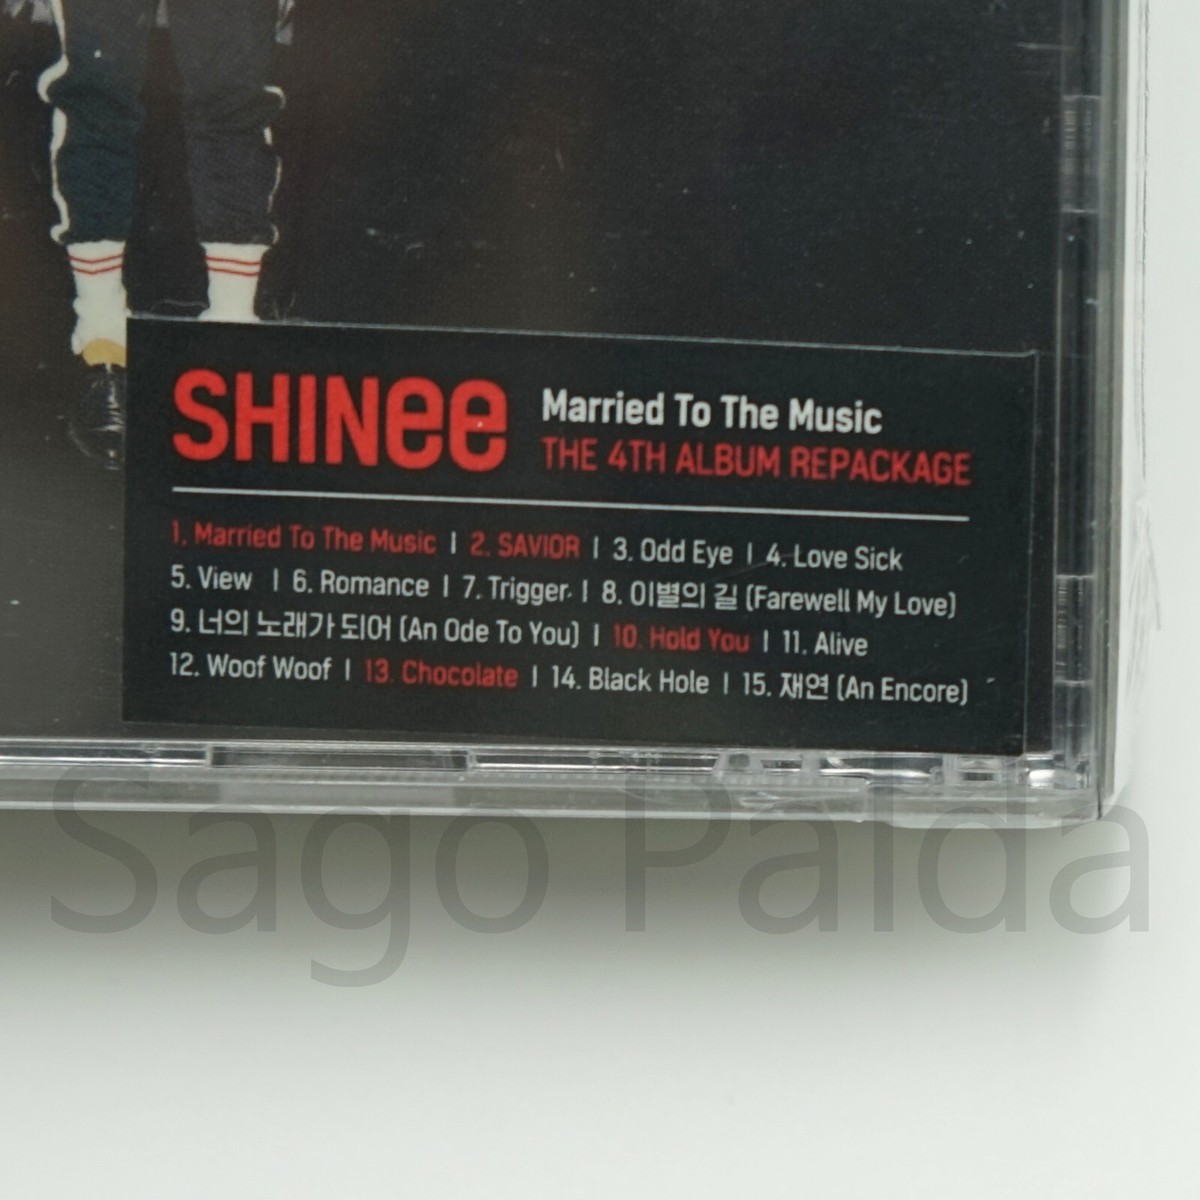 SHINee
Married To The Music
THE 4TH ALBUM REPACKAGE
1. Married To The Music | 2. SAVIOR | 3. Odd Eye | 4. Love Sick
5. View | 6. Romance | 7. Trigger | 8. 이별의 길 (Farewell My Love)
9. 너의 노래가 되어 (An Ode To You) | 10. Hold You | 11. Alive
12. Woof Woof | 13. Chocolate | 14. Black Hole | 15. 재연 (An Encore)
Sago Palda